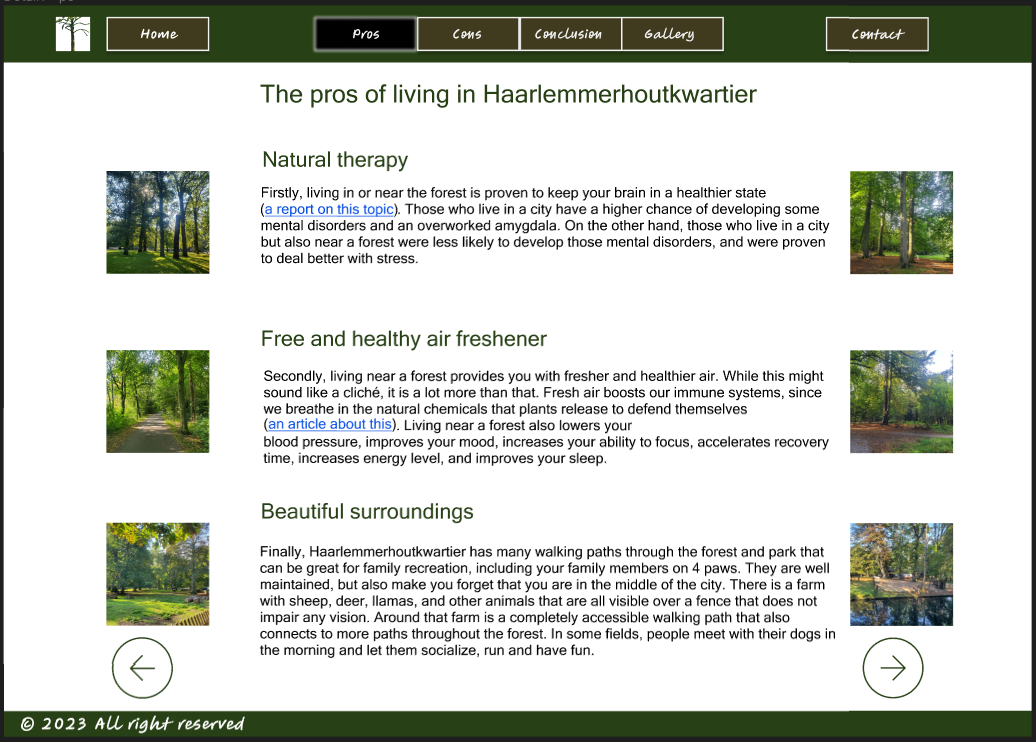 Home
Pros
Cons
Conclusion
Gallery
Contact
The pros of living in Haarlemmerhoutkwartier
Natural therapy
Firstly, living in or near the forest is proven to keep your brain in a healthier state
(a report on this topic). Those who live in a city have a higher chance of developing some
mental disorders and an overworked amygdala. On the other hand, those who live in a city
but also near a forest were less likely to develop those mental disorders, and were proven
to deal better with stress.
Free and healthy air freshener
Secondly, living near a forest provides you with fresher and healthier air. While this might
sound like a cliché, it is a lot more than that. Fresh air boosts our immune systems, since
we breathe in the natural chemicals that plants release to defend themselves
(an article about this). Living near a forest also lowers your
blood pressure, improves your mood, increases your ability to focus, accelerates recovery
time, increases energy level, and improves your sleep.
Beautiful surroundings
Finally, Haarlemmerhoutkwartier has many walking paths through the forest and park that
can be great for family recreation, including your family members on 4 paws. They are well
maintained, but also make you forget that you are in the middle of the city. There is a farm
with sheep, deer, llamas, and other animals that are all visible over a fence that does not
impair any vision. Around that farm is a completely accessible walking path that also
connects to more paths throughout the forest. In some fields, people meet with their dogs in
the morning and let them socialize, run and have fun.
© 2023 All right reserved